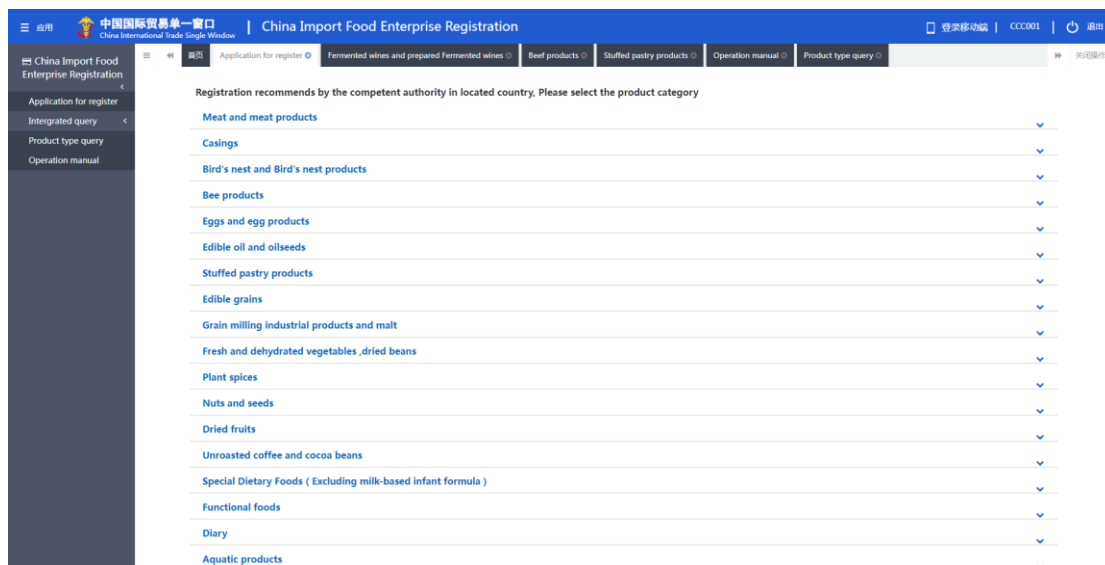 应用
中国国际贸易单一窗口
China International Trade Single Window
China Import Food Enterprise Registration
登录移动端 | CCC001 | 退出
China Import Food
Enterprise Registration
Application for register
Intergrated query
Product type query
Operation manual
首页 Application for register Fermented wines and prepared Fermented wines Beef products Stuffed pastry products Operation manual Product type query 关闭操作
Registration recommends by the competent authority in located country, Please select the product category
Meat and meat products
Casings
Bird's nest and Bird's nest products
Bee products
Eggs and egg products
Edible oil and oilseeds
Stuffed pastry products
Edible grains
Grain milling industrial products and malt
Fresh and dehydrated vegetables ,dried beans
Plant spices
Nuts and seeds
Dried fruits
Unroasted coffee and cocoa beans
Special Dietary Foods ( Excluding milk-based infant formula )
Functional foods
Diary
Aquatic products